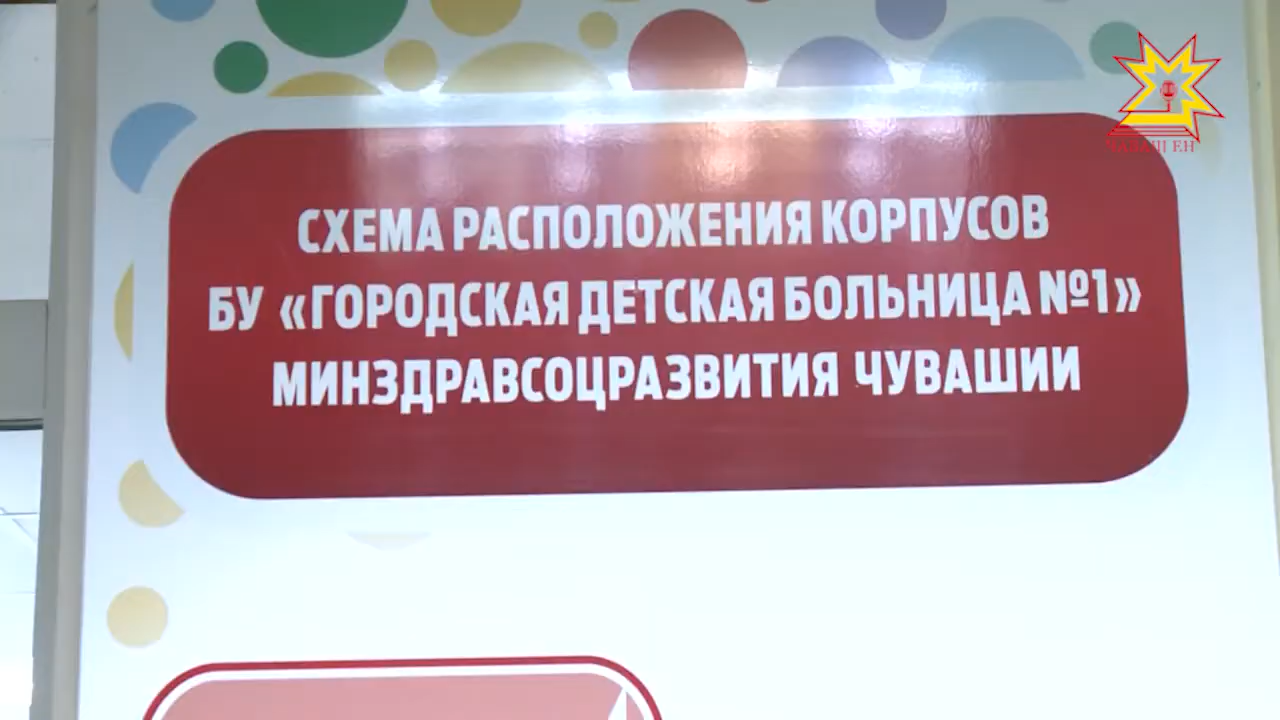 СХЕМА РАСПОЛОЖЕНИЯ КОРПУСОВ
БУ «ГОРОДСКАЯ ДЕТСКАЯ БОЛЬНИЦА №1»
МИНЗДРАВСОЦРАЗВИТИЯ ЧУВАШИИ